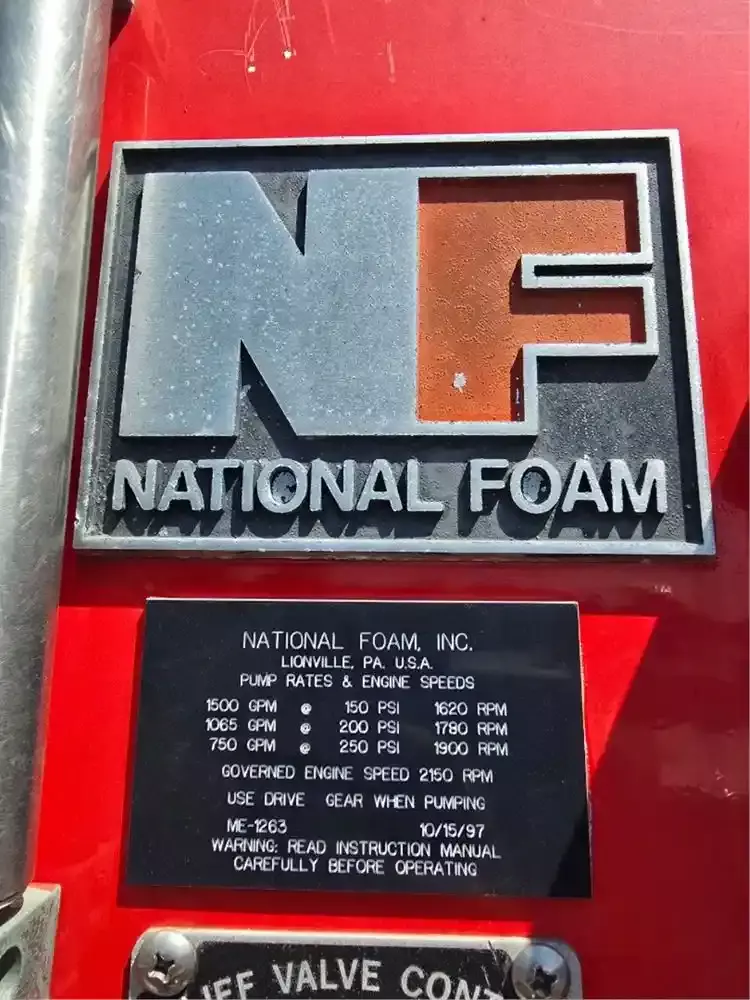 NF
NATIONAL FOAM
NATIONAL FOAM, INC.
LIONVILLE, PA. U.S.A.
PUMP RATES & ENGINE SPEEDS
1500 GPM @ 150 PSI 1620 RPM
1065 GPM @ 200 PSI 1780 RPM
750 GPM @ 250 PSI 1900 RPM
GOVERNED ENGINE SPEED 2150 RPM
USE DRIVE GEAR WHEN PUMPING
ME-1263 10/15/97
WARNING: READ INSTRUCTION MANUAL
CAREFULLY BEFORE OPERATING
VALVE